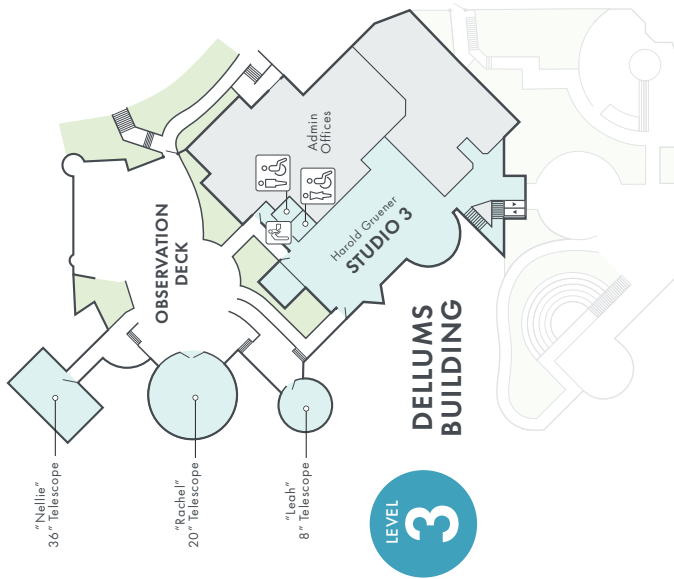 OBSERVATION
DECK
Admin
Offices
Harold Gruener
STUDIO 3
DELLUMS
BUILDING
"Nellie"
36" Telescope
"Rachel"
20" Telescope
"Leah"
8" Telescope
LEVEL
3